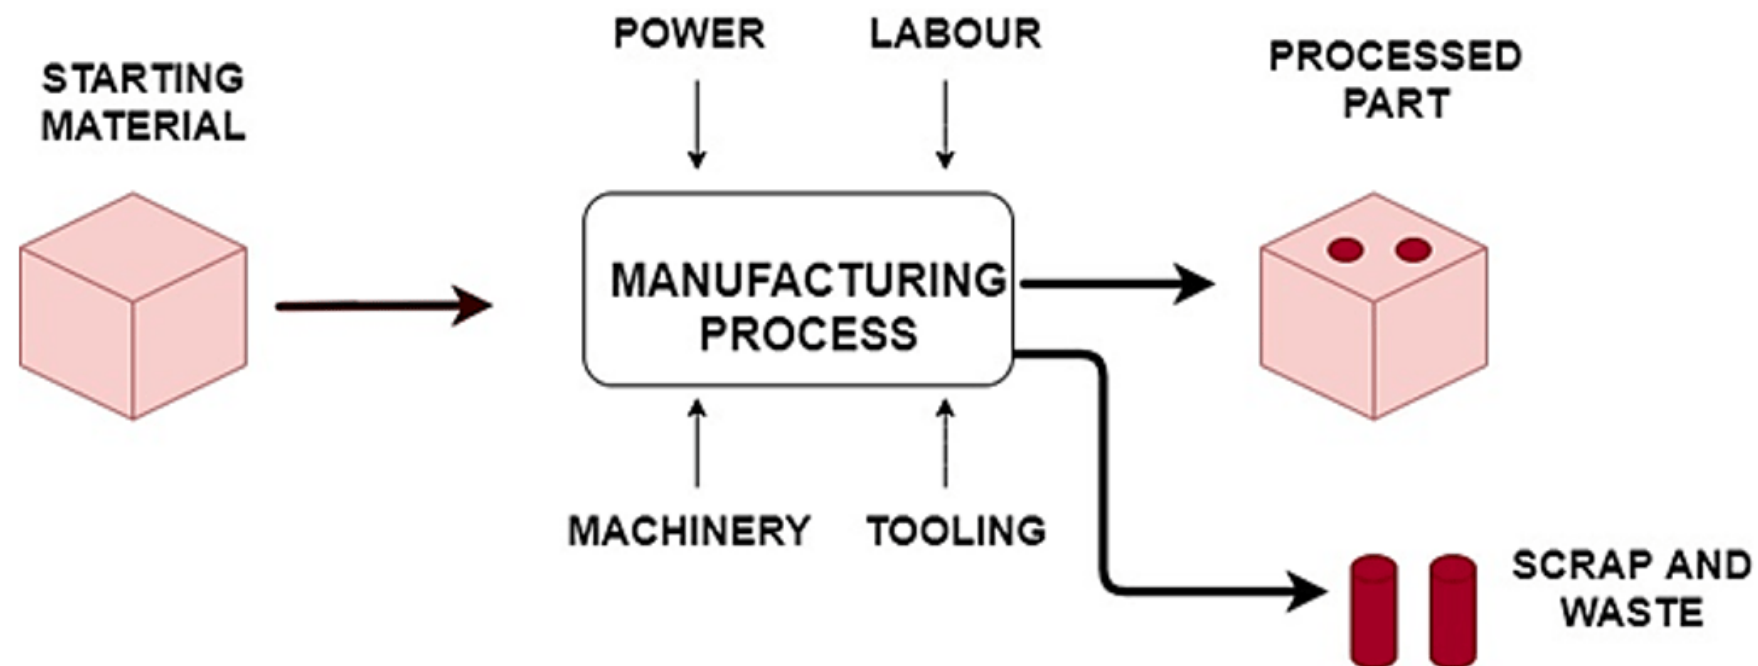 STARTING
MATERIAL
POWER
LABOUR
PROCESSED
PART
MANUFACTURING
PROCESS
MACHINERY
TOOLING
SCRAP AND
WASTE